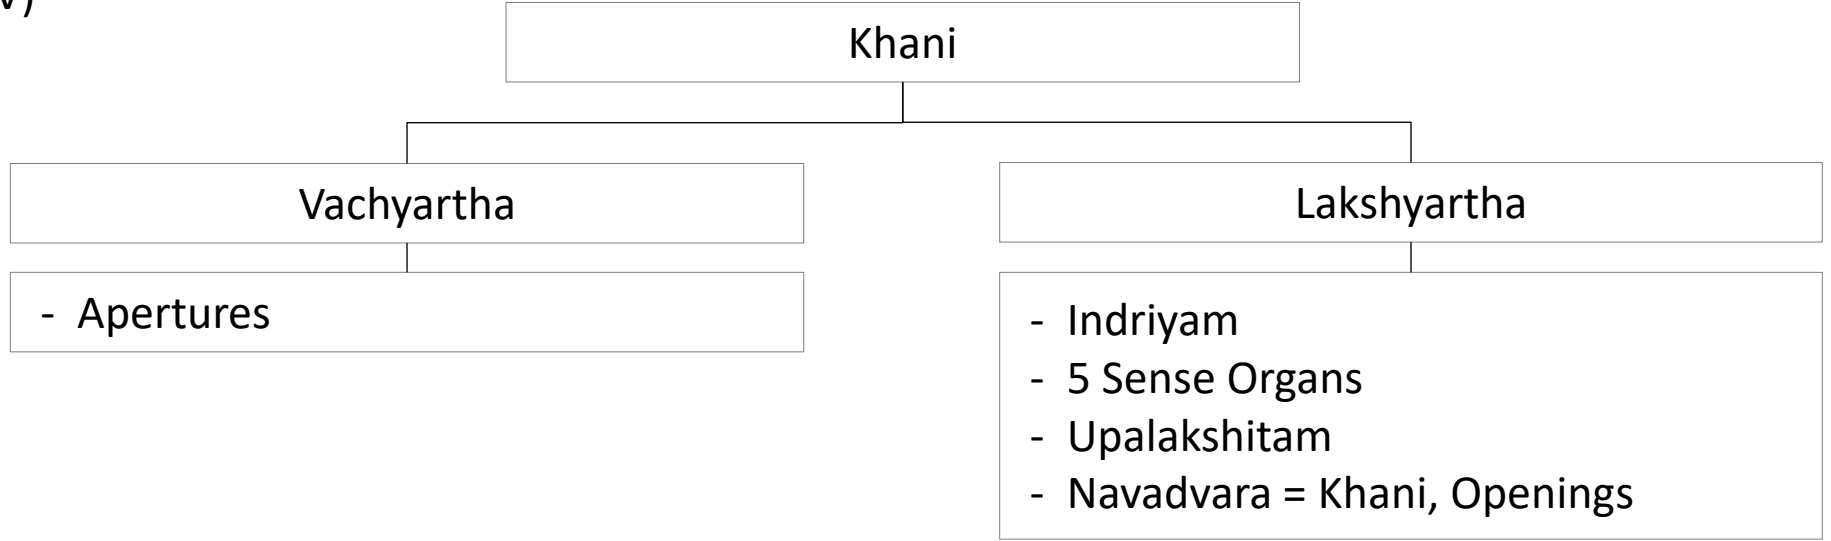 Khani
Vachyartha
Lakshyartha
- Apertures
- Indriyam
- 5 Sense Organs
- Upalakshitam
- Navadvara = Khani, Openings